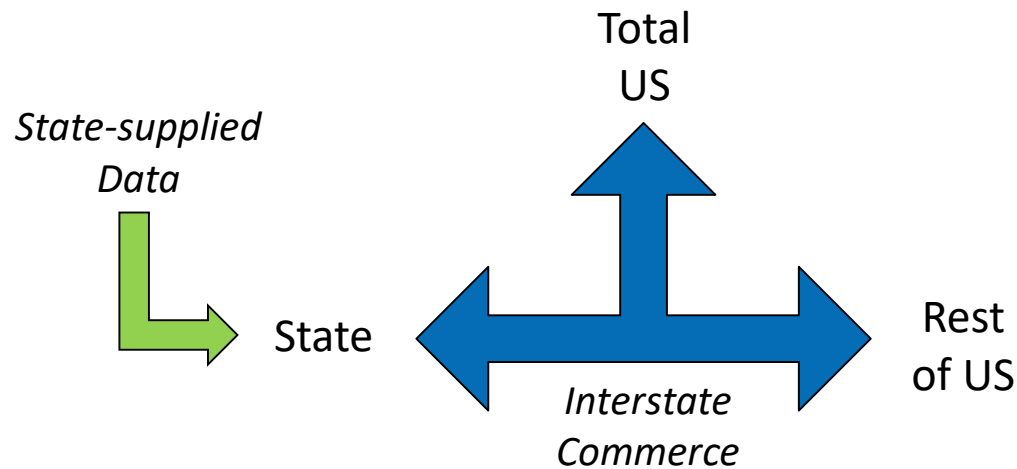 Total
US
State-supplied
Data
State
Rest
of US
Interstate
Commerce